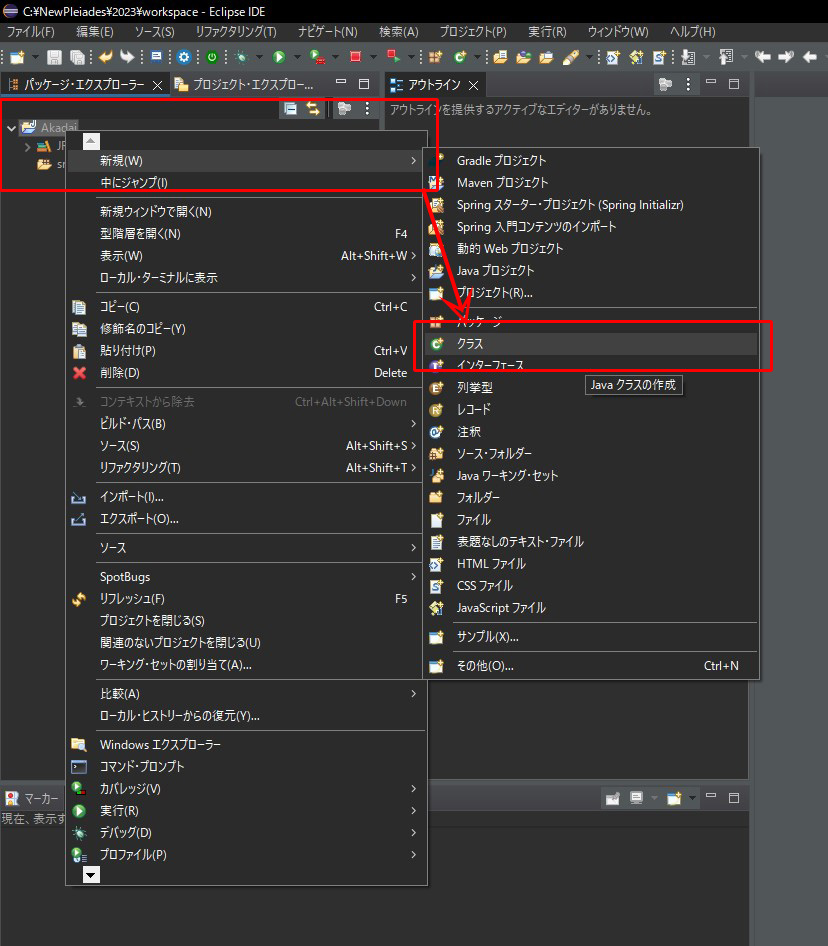 C:¥NewPleiades¥2023¥workspace - Eclipse IDE
ファイル(F) 編集(E) ソース(S) リファクタリング(T) ナビゲート(N) 検索(A) プロジェクト(P) 実行(R) ウィンドウ(W) ヘルプ(H)
パッケージ・エクスプローラー プロジェクト・エクスプロー... アウトライン
アウトラインを提供するアクティブなエディターがありません。
Akadai
新規(W)
中にジャンプ(I)
新規ウィンドウで開く(N)
型階層を開く(N) F4
表示(W) Alt+Shift+W
ローカル・ターミナルに表示
コピー(C) Ctrl+C
修飾名のコピー(Y)
貼り付け(P) Ctrl+V
削除(D) Delete
コンテキストから除去 Ctrl+Alt+Shift+Down
ビルド・パス(B)
ソース(S) Alt+Shift+S
リファクタリング(T) Alt+Shift+T
インポート(I)...
エクスポート(O)...
ソース
SpotBugs
リフレッシュ(F) F5
プロジェクトを閉じる(S)
関連のないプロジェクトを閉じる(U)
ワーキング・セットの割り当て(A)...
比較(A)
ローカル・ヒストリーからの復元(Y)...
Windows エクスプローラー
コマンド・プロンプト
カバレッジ(V)
実行(R)
デバッグ(D)
プロファイル(P)
Gradle プロジェクト
Maven プロジェクト
Spring スターター・プロジェクト (Spring Initializr)
Spring 入門コンテンツのインポート
動的 Web プロジェクト
Java プロジェクト
プロジェクト(R)...
パッケージ
クラス
インターフェース
Java クラスの作成
列挙型
レコード
注釈
ソース・フォルダー
Java ワーキング・セット
フォルダー
ファイル
表題なしのテキスト・ファイル
HTML ファイル
CSS ファイル
JavaScript ファイル
サンプル(X)...
その他(O)... Ctrl+N
マーカー
現在、表示す